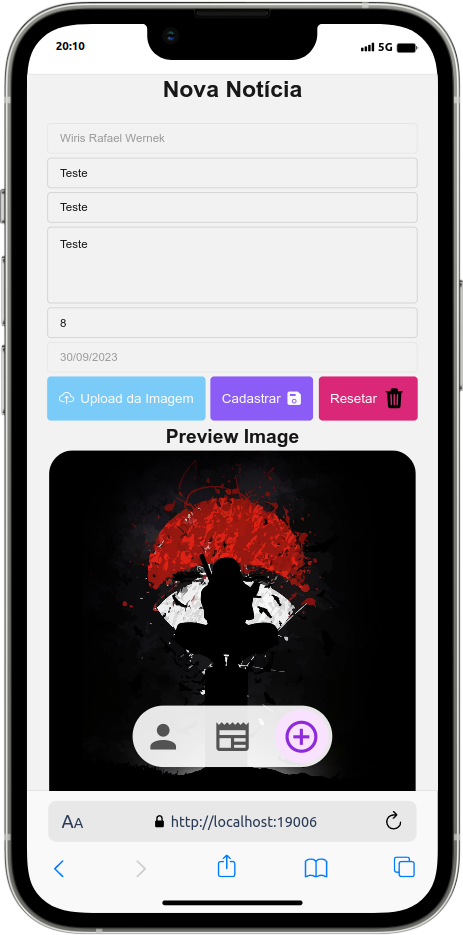 20:10
5G
Nova Notícia
Wiris Rafael Wernek
Teste
Teste
Teste
8
30/09/2023
Upload da Imagem
Cadastrar
Resetar
Preview Image
AA
http://localhost:19006